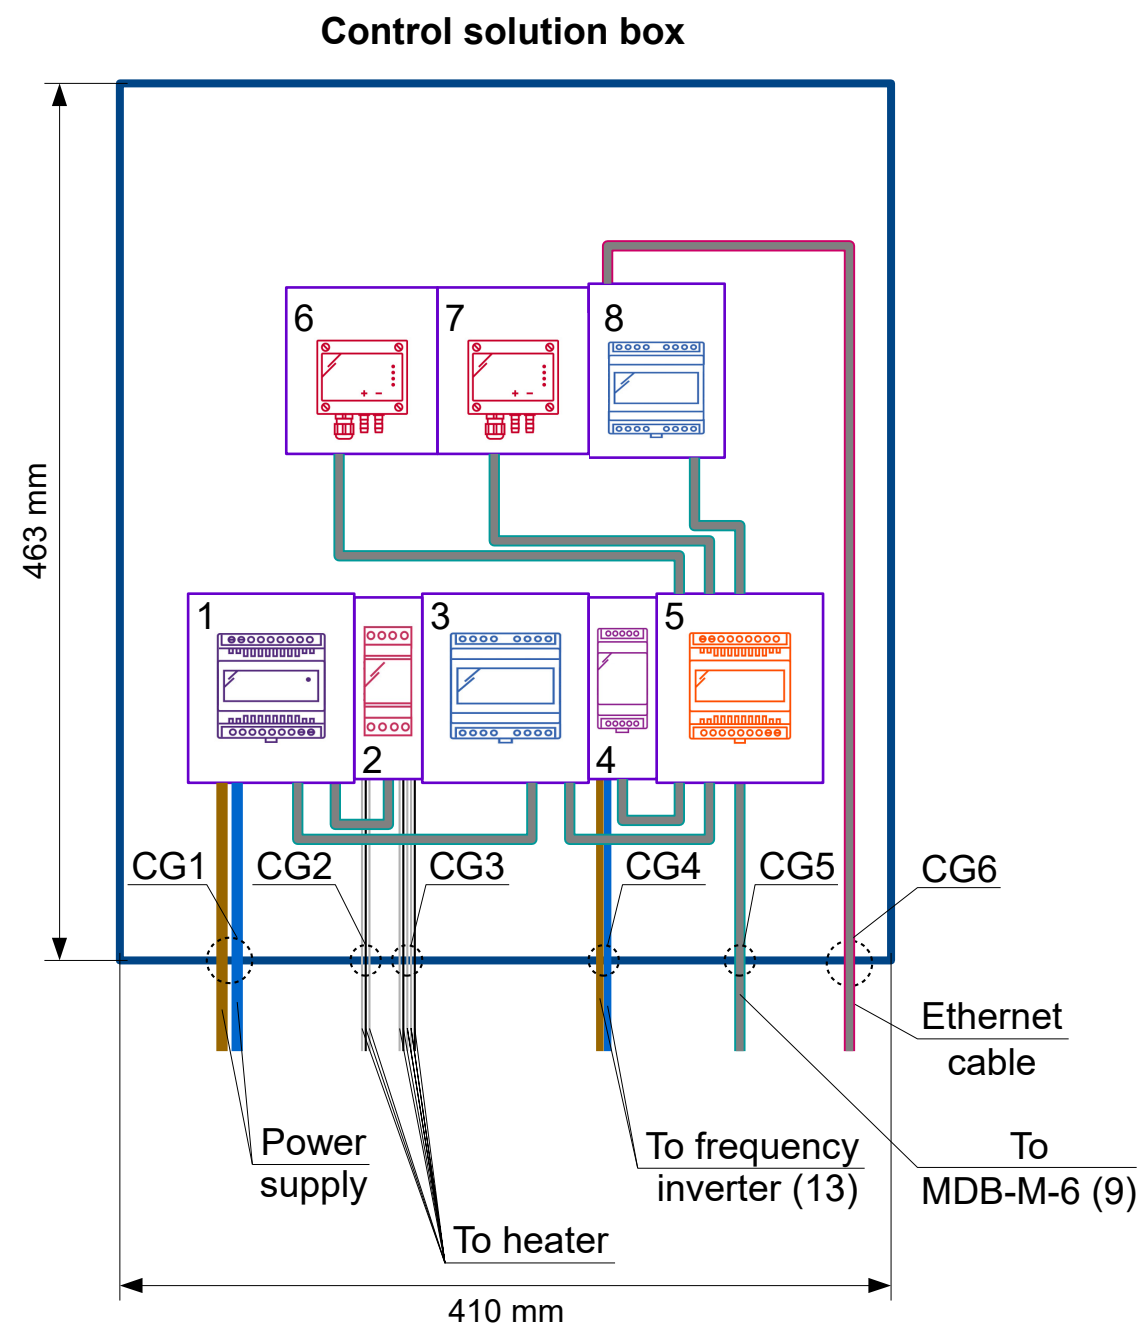 Control solution box
6
7
8
463 mm
1
3
5
2
4
CG1
CG2
CG3
CG4
CG5
CG6
Ethernet
cable
Power
supply
To frequency
inverter (13)
To
MDB-M-6 (9)
To heater
410 mm